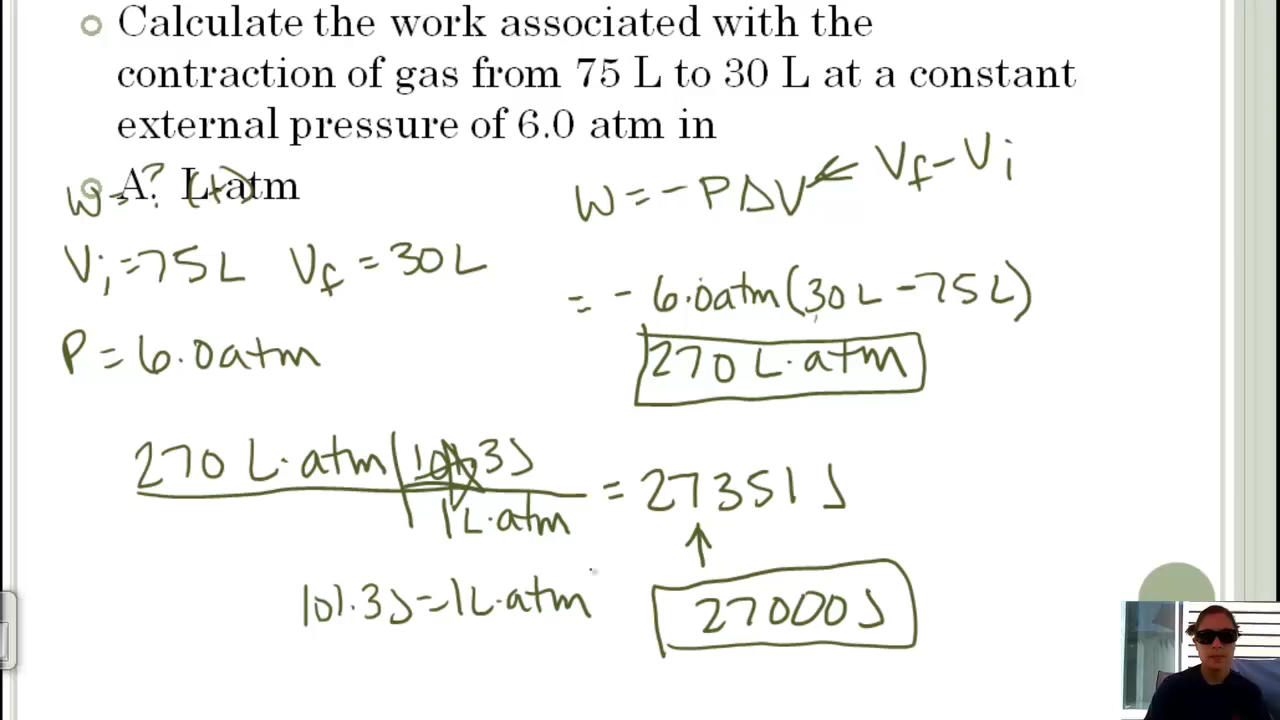 Calculate the work associated with the
contraction of gas from 75 L to 30 L at a constant
external pressure of 6.0 atm in
A. L·atm
W = ? (+)
Vi = 75 L Vf = 30 L
P = 6.0 atm
W = - P Δ V ← Vf - Vi
= - 6.0 atm (30 L - 75 L)
270 L·atm
270 L·atm | 101.3 J
1 L·atm
= 27351 J
↑
101.3 J = 1 L·atm
27000 J